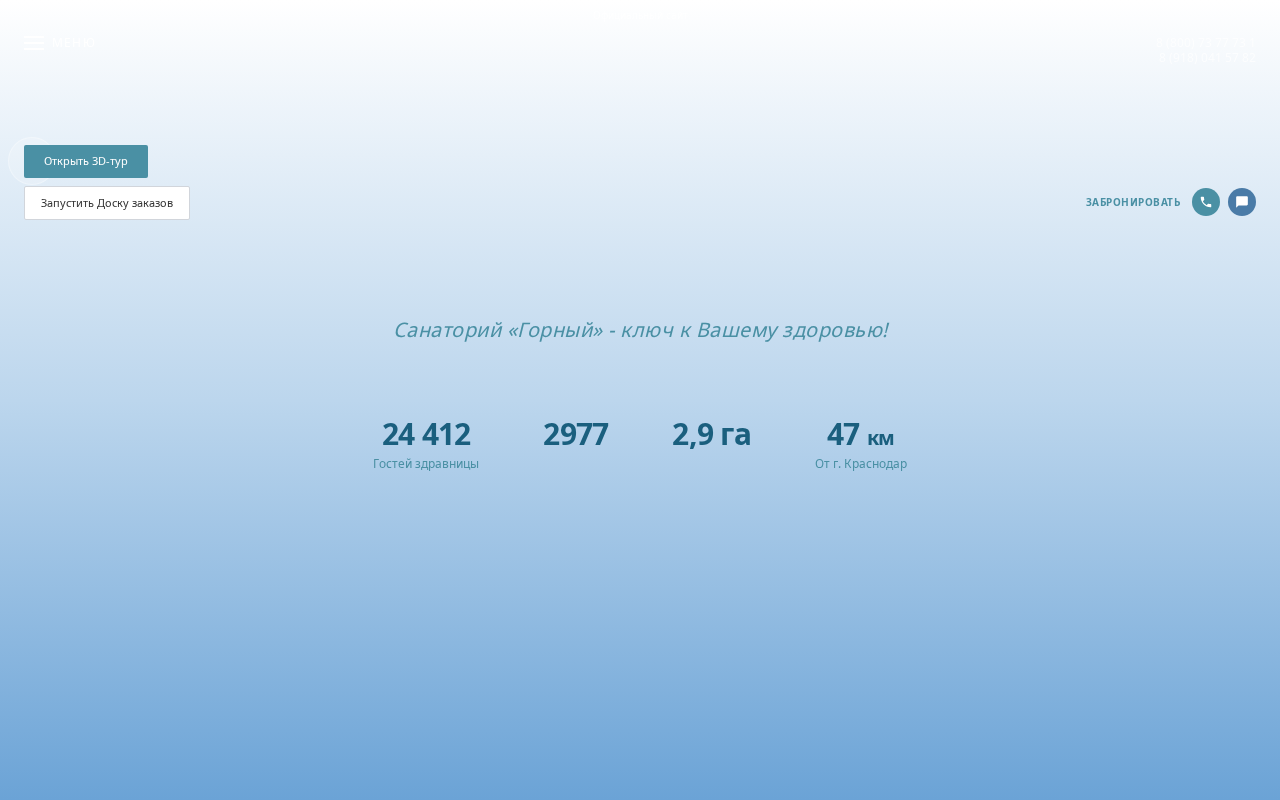 Открыть 3D-тур
Запустить Доску заказов
ЗАБРОНИРОВАТЬ
Санаторий «Горный» - ключ к Вашему здоровью!
24 412
2977
2,9 га
47 км
Гостей здравницы
От г. Краснодар